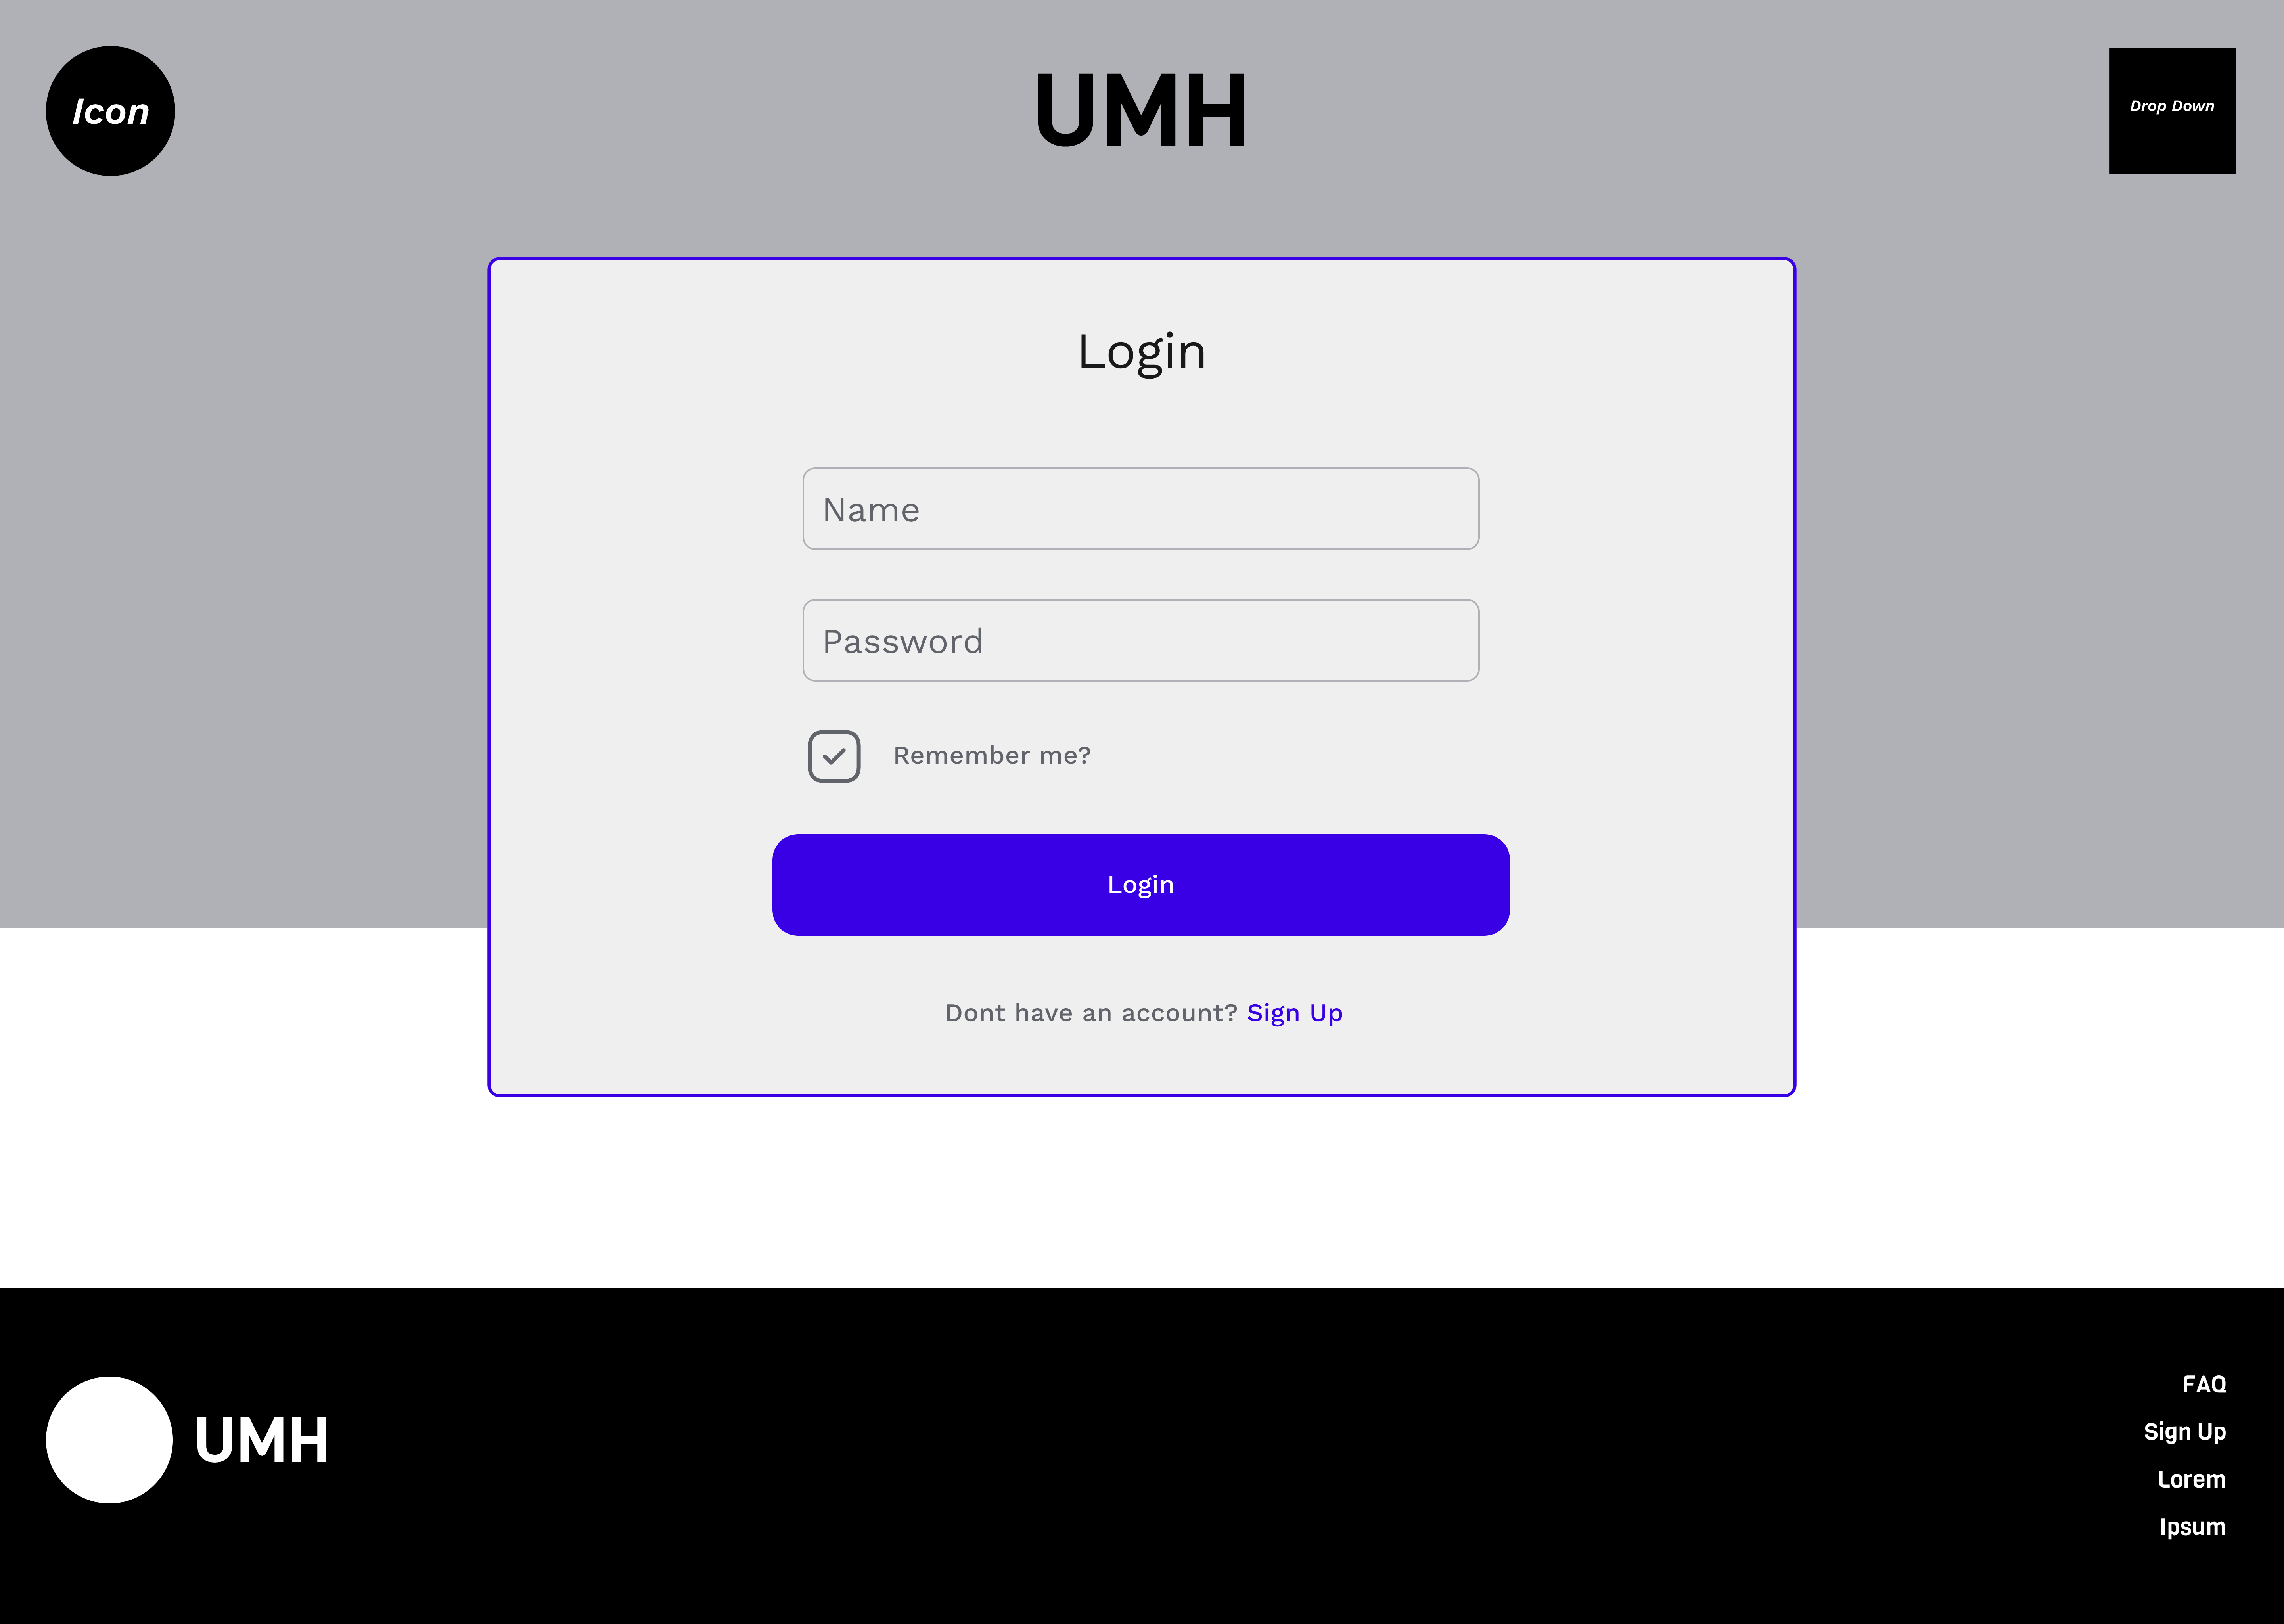 Icon
UMH
Drop Down
Login
Name
Password
Remember me?
Login
Dont have an account? Sign Up
UMH
FAQ
Sign Up
Lorem
Ipsum